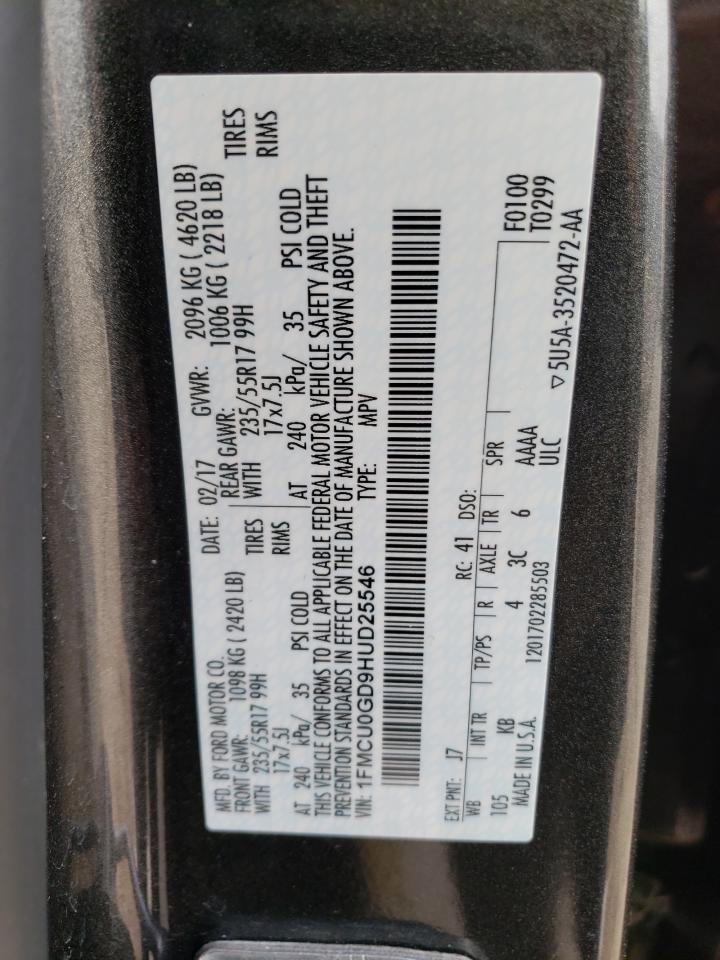 MFD. BY FORD MOTOR CO. DATE: 02/17 GVWR: 2096 KG ( 4620 LB)
FRONT GAWR: 1098 KG ( 2420 LB) REAR GAWR: 1006 KG ( 2218 LB)
WITH 235/55R17 99H TIRES WITH 235/55R17 99H TIRES
17x7.5J RIMS 17x7.5J RIMS
AT 240 kPa/ 35 PSI COLD AT 240 kPa/ 35 PSI COLD
THIS VEHICLE CONFORMS TO ALL APPLICABLE FEDERAL MOTOR VEHICLE SAFETY AND THEFT
PREVENTION STANDARDS IN EFFECT ON THE DATE OF MANUFACTURE SHOWN ABOVE.
VIN: 1FMCU0GD9HUD25546 TYPE: MPV
EXT PNT: J7 RC: 41 DSO:
WB INT TR TP/PS R AXLE TR SPR F0100
105 KB 4 3C 6 AAAA T0299
ULC
MADE IN U.S.A. 1201702285503 ▽5U5A-3520472-AA